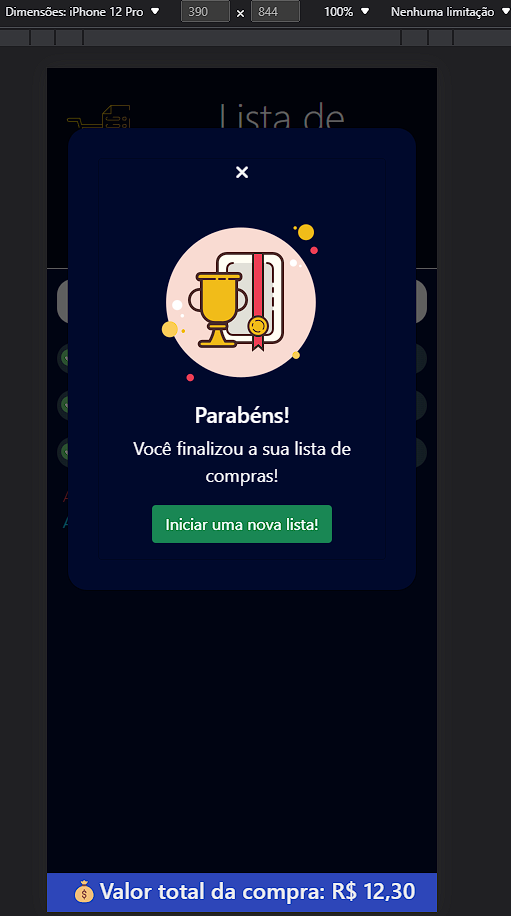 Dimensões: iPhone 12 Pro 390 × 844 100% Nenhuma limitação
Lista de
×
Parabéns!
Você finalizou a sua lista de
compras!
Iniciar uma nova lista!
Valor total da compra: R$ 12,30